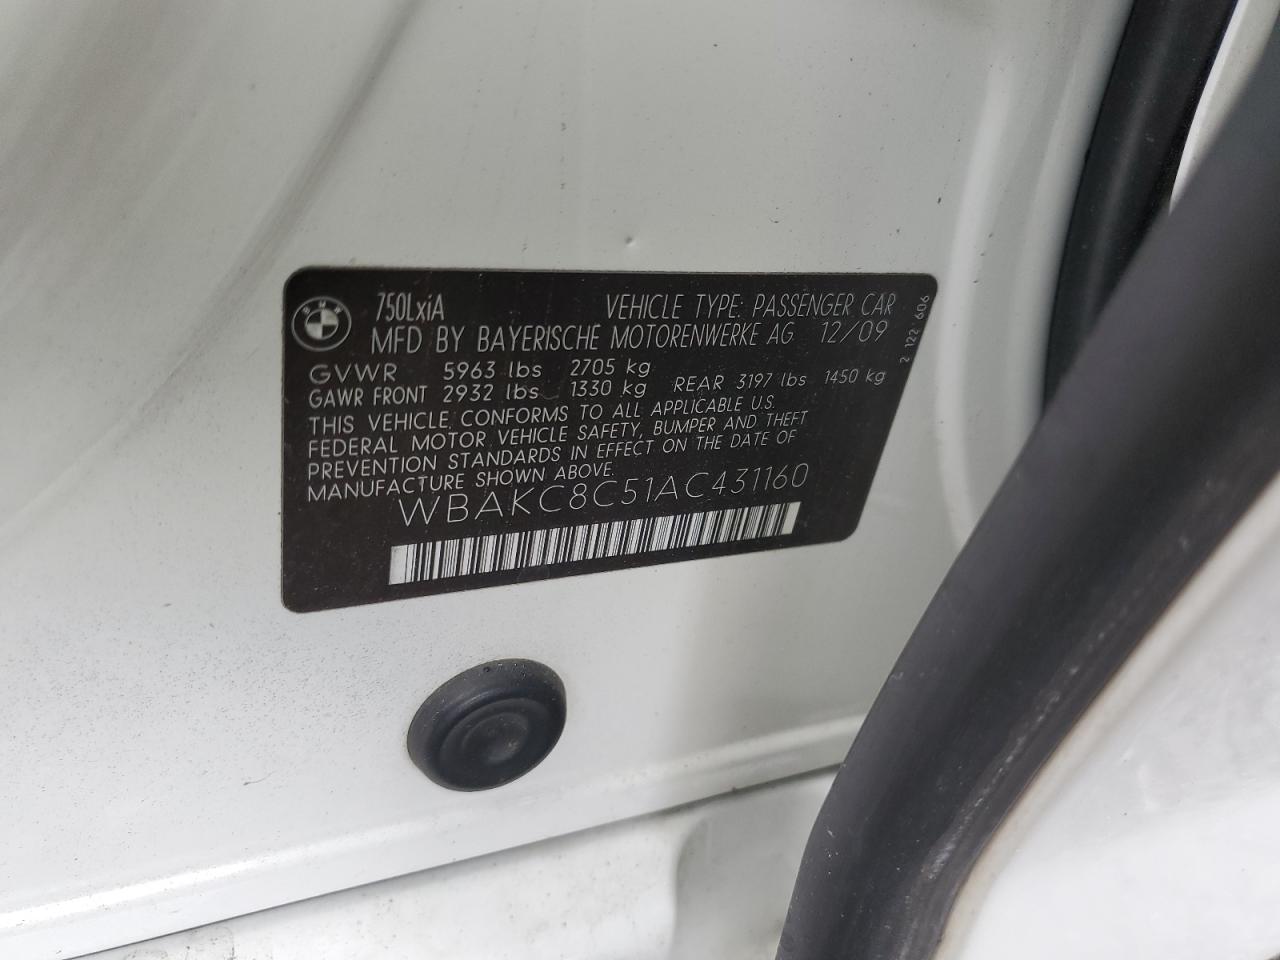 BMW
750LxiA VEHICLE TYPE: PASSENGER CAR
MFD BY BAYERISCHE MOTORENWERKE AG 12/09
GVWR 5963 lbs 2705 kg
GAWR FRONT 2932 lbs 1330 kg REAR 3197 lbs 1450 kg
THIS VEHICLE CONFORMS TO ALL APPLICABLE U.S.
FEDERAL MOTOR VEHICLE SAFETY, BUMPER AND THEFT
PREVENTION STANDARDS IN EFFECT ON THE DATE OF
MANUFACTURE SHOWN ABOVE.
WBAKC8C51AC431160
2 122 606